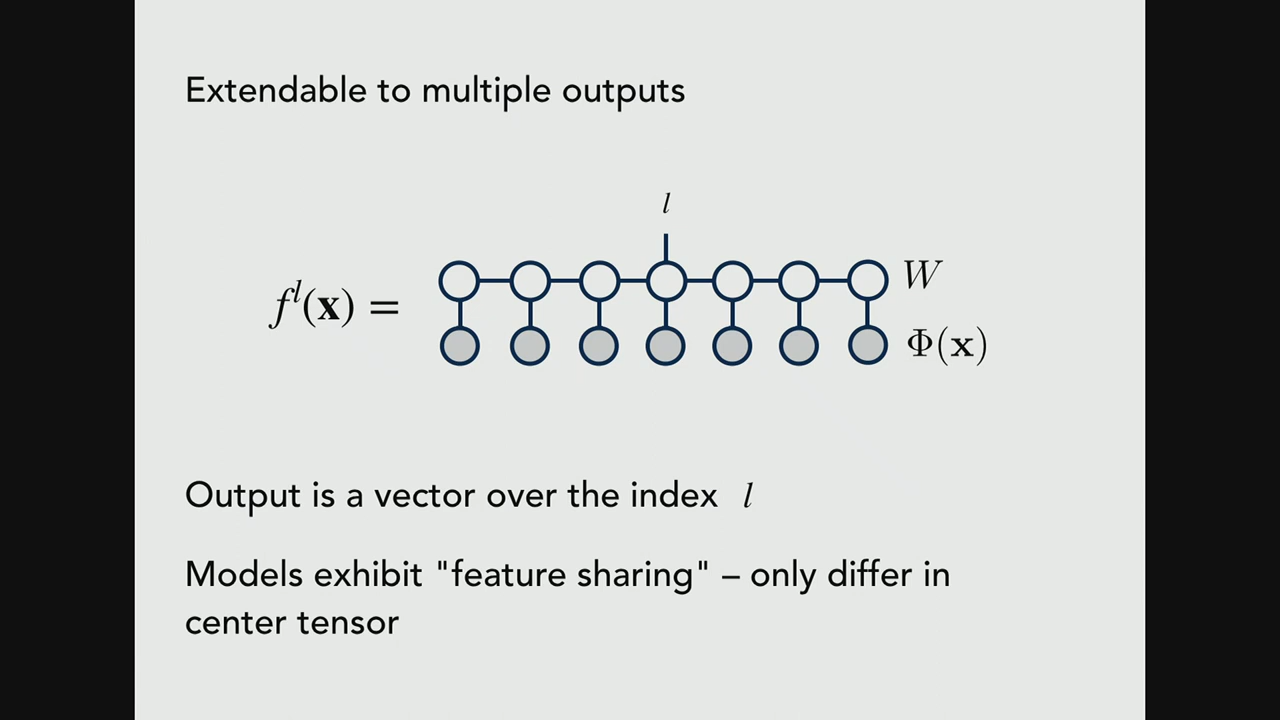 Extendable to multiple outputs
l
fˡ(𝐱) =
W
Φ(𝐱)
Output is a vector over the index l
Models exhibit "feature sharing" – only differ in
center tensor